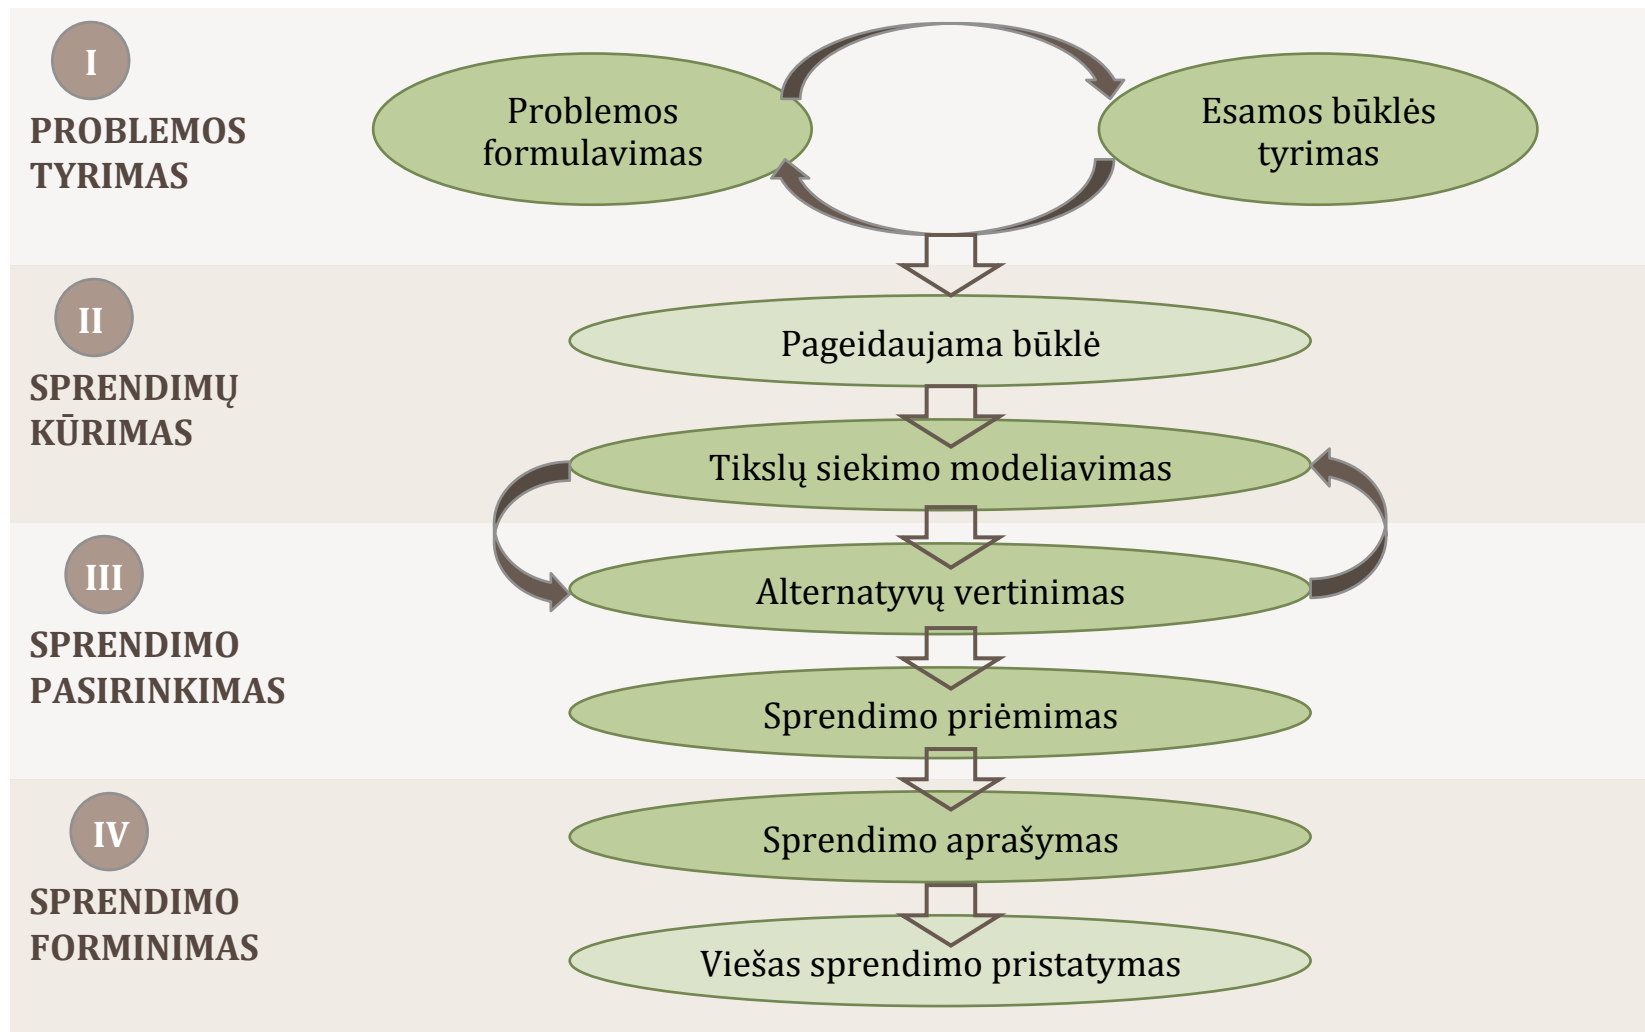 I
PROBLEMOS
TYRIMAS
Problemos
formulavimas
Esamos būklės
tyrimas
II
SPRENDIMŲ
KŪRIMAS
Pageidaujama būklė
Tikslų siekimo modeliavimas
III
SPRENDIMO
PASIRINKIMAS
Alternatyvų vertinimas
Sprendimo priėmimas
IV
SPRENDIMO
FORMINIMAS
Sprendimo aprašymas
Viešas sprendimo pristatymas